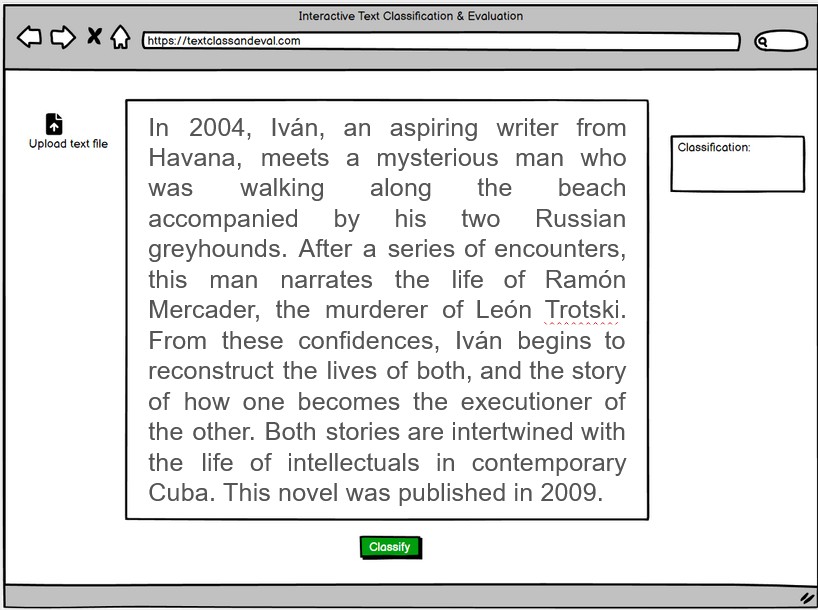 Interactive Text Classification & Evaluation
https://textclassandeval.com
Upload text file
In 2004, Iván, an aspiring writer from
Havana, meets a mysterious man who
was walking along the beach
accompanied by his two Russian
greyhounds. After a series of encounters,
this man narrates the life of Ramón
Mercader, the murderer of León Trotski.
From these confidences, Iván begins to
reconstruct the lives of both, and the story
of how one becomes the executioner of
the other. Both stories are intertwined with
the life of intellectuals in contemporary
Cuba. This novel was published in 2009.
Classification:
Classify